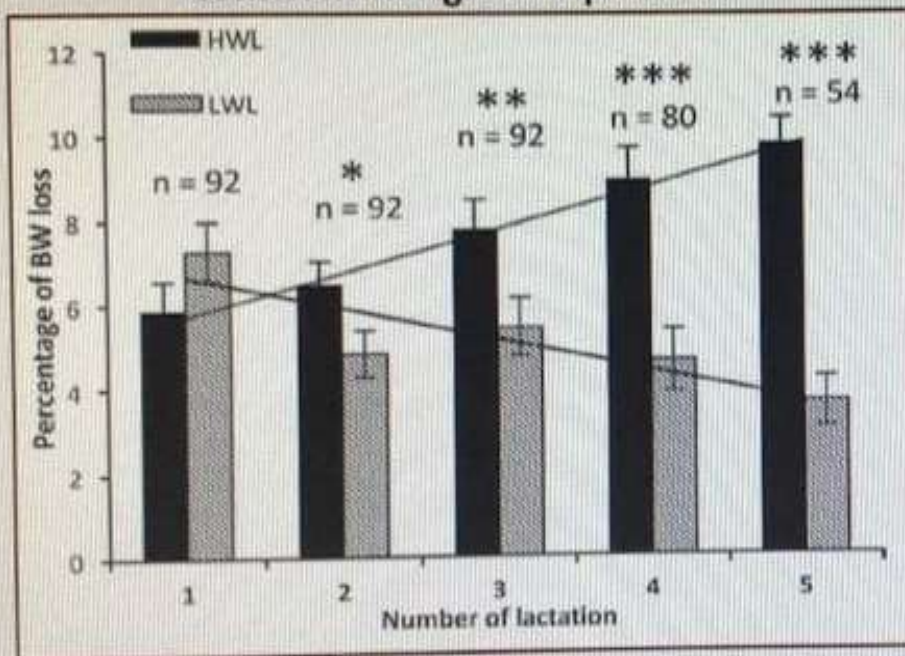 HWL
LWL
12
10
8
6
4
2
0
Percentage of BW loss
n = 92
*
n = 92
**
n = 92
***
n = 80
***
n = 54
1
2
3
4
5
Number of lactation